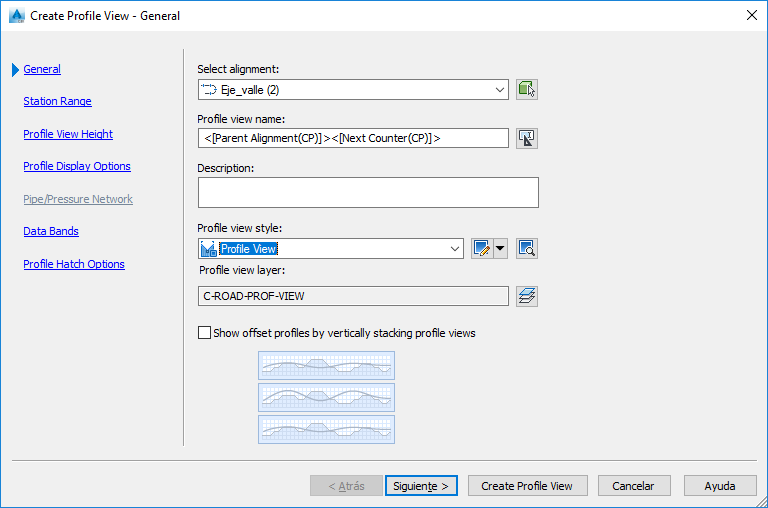 Create Profile View - General
General
Station Range
Profile View Height
Profile Display Options
Pipe/Pressure Network
Data Bands
Profile Hatch Options
Select alignment:
Eje_valle (2)
Profile view name:
<[Parent Alignment(CP)]><[Next Counter(CP)]>
Description:
Profile view style:
Profile View
Profile view layer:
C-ROAD-PROF-VIEW
Show offset profiles by vertically stacking profile views
< Atrás
Siguiente >
Create Profile View
Cancelar
Ayuda